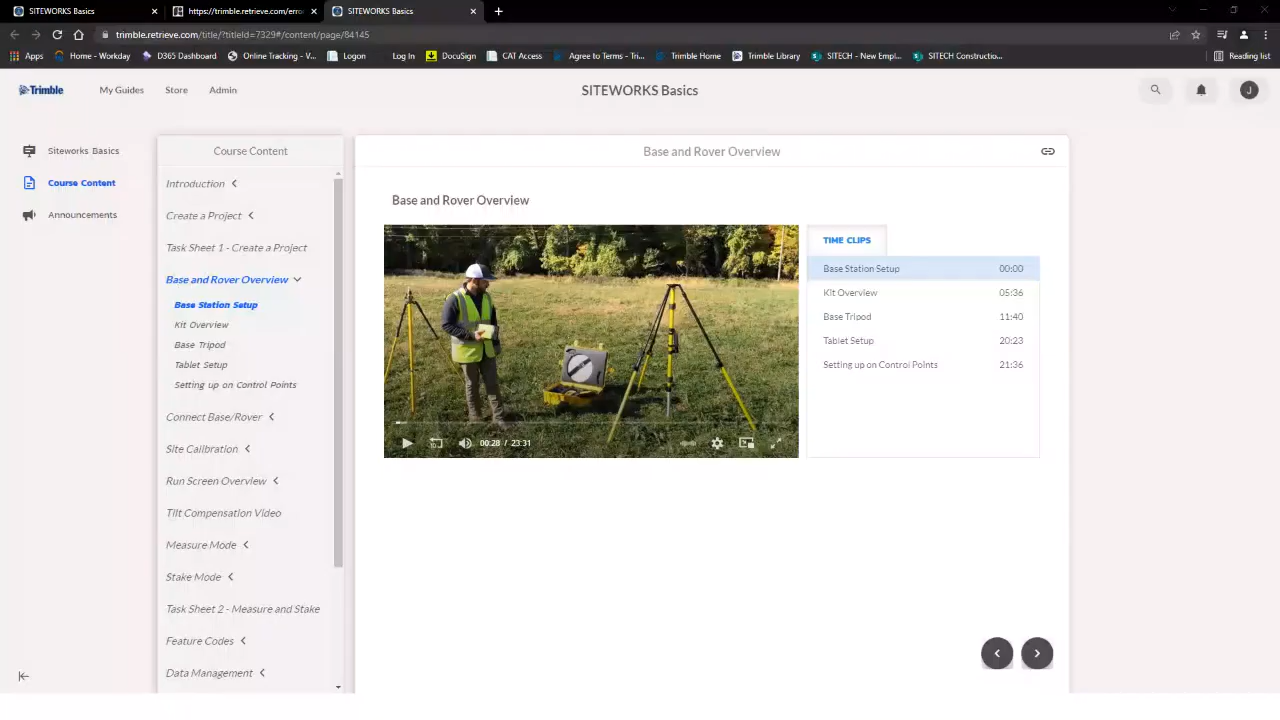 SITEWORKS Basics
https://trimble.retrieve.com/erro
SITEWORKS Basics
trimble.retrieve.com/title/?titleId=7329#/content/page/84145
Apps
Home - Workday
D365 Dashboard
Online Tracking - V...
Logon
Log In
DocuSign
CAT Access
Agree to Terms - Tri...
Trimble Home
Trimble Library
SITECH - New Empl...
SITECH Constructio...
Reading list
Trimble
My Guides
Store
Admin
SITEWORKS Basics
J
Siteworks Basics
Course Content
Announcements
Course Content
Introduction
Create a Project
Task Sheet 1 - Create a Project
Base and Rover Overview
Base Station Setup
Kit Overview
Base Tripod
Tablet Setup
Setting up on Control Points
Connect Base/Rover
Site Calibration
Run Screen Overview
Tilt Compensation Video
Measure Mode
Stake Mode
Task Sheet 2 - Measure and Stake
Feature Codes
Data Management
Base and Rover Overview
Base and Rover Overview
10
00:28 / 23:31
TIME CLIPS
Base Station Setup 00:00
Kit Overview 05:36
Base Tripod 11:40
Tablet Setup 20:23
Setting up on Control Points 21:36